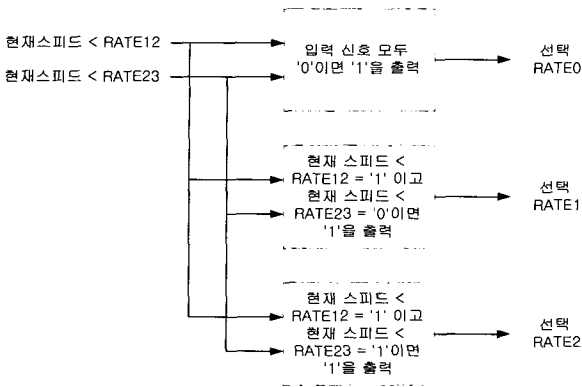 현재스피드 < RATE12
현재스피드 < RATE23
입력 신호 모두
'0'이면 '1'을 출력
선택
RATE0
현재 스피드 <
RATE12 = '1' 이고
현재 스피드 <
RATE23 = '0'이면
'1'을 출력
선택
RATE1
현재 스피드 <
RATE12 = '1' 이고
현재 스피드 <
RATE23 = '1'이면
'1'을 출력
선택
RATE2